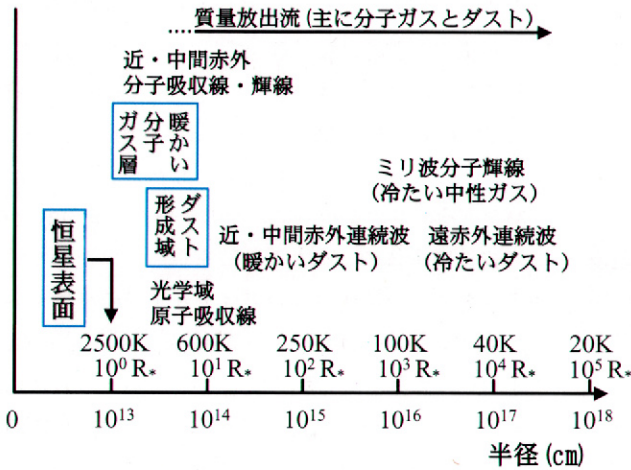 質量放出流 (主に分子ガスとダスト)
近・中間赤外
分子吸収線・輝線
暖かい
分子
ガス層
ミリ波分子輝線
(冷たい中性ガス)
ダスト
形成域
近・中間赤外連続波
(暖かいダスト)
遠赤外連続波
(冷たいダスト)
恒星表面
光学域
原子吸収線
2500K 600K 250K 100K 40K 20K
10⁰ R* 10¹ R* 10² R* 10³ R* 10⁴ R* 10⁵ R*
0 10¹³ 10¹⁴ 10¹⁵ 10¹⁶ 10¹⁷ 10¹⁸
半径 (cm)